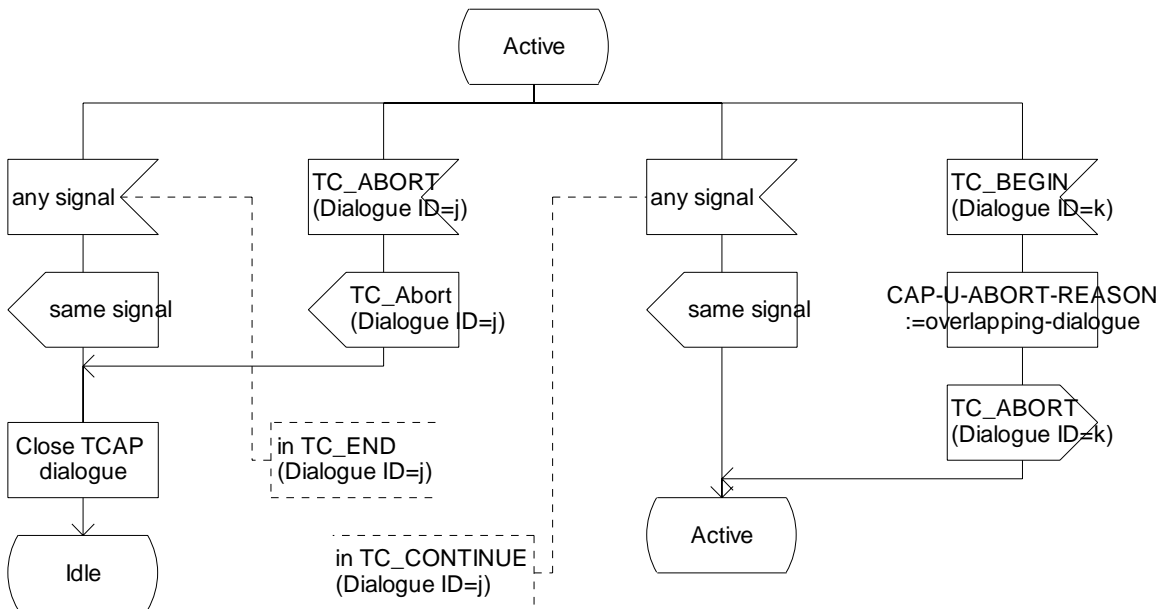 Active
any signal
TC_ABORT
(Dialogue ID=j)
any signal
TC_BEGIN
(Dialogue ID=k)
same signal
TC_Abort
(Dialogue ID=j)
same signal
CAP-U-ABORT-REASON
:=overlapping-dialogue
TC_ABORT
(Dialogue ID=k)
Close TCAP
dialogue
in TC_END
(Dialogue ID=j)
Active
Idle
in TC_CONTINUE
(Dialogue ID=j)